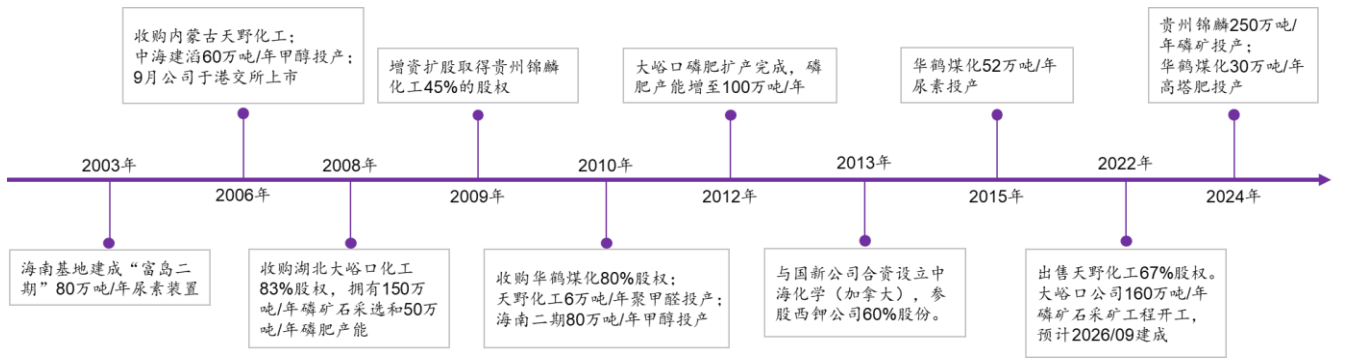 收购内蒙古天野化工；
中海建滔60万吨/年甲醇投产；
9月公司于港交所上市
增资扩股取得贵州锦麟
化工45%的股权
大峪口磷肥扩产完成，磷
肥产能增至100万吨/年
华鹤煤化52万吨/年
尿素投产
贵州锦麟250万吨/
年磷矿投产；
华鹤煤化30万吨/年
高塔肥投产
2003年
2008年
2010年
2013年
2022年
2006年
2009年
2012年
2015年
2024年
海南基地建成“富岛二
期”80万吨/年尿素装置
收购湖北大峪口化工
83%股权，拥有150万
吨/年磷矿石采选和50万
吨/年磷肥产能
收购华鹤煤化80%股权；
天野化工6万吨/年聚甲醛投产；
海南二期80万吨/年甲醇投产
与国新公司合资设立中
海化学（加拿大），参
股西钾公司60%股份。
出售天野化工67%股权。
大峪口公司160万吨/年
磷矿石采矿工程开工，
预计2026/09建成